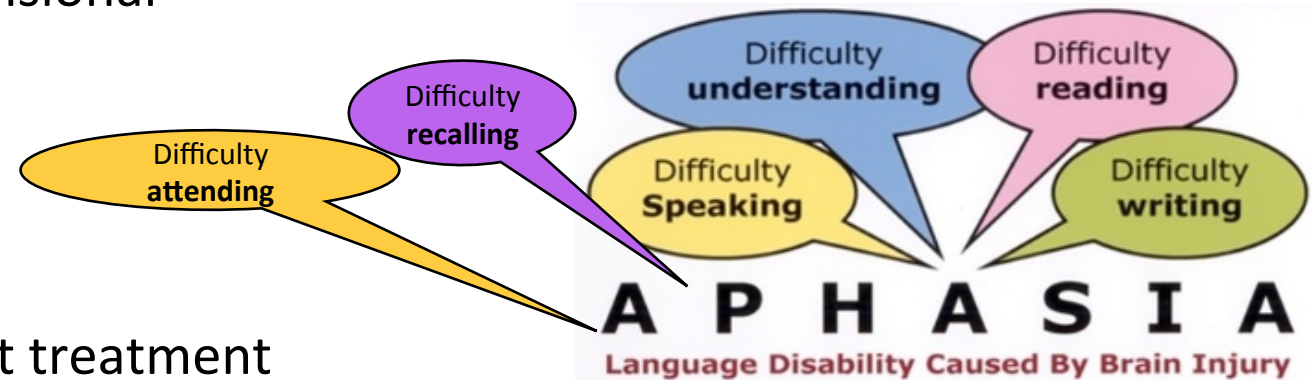 Difficulty
understanding
Difficulty
reading
Difficulty
recalling
Difficulty
attending
Difficulty
Speaking
Difficulty
writing
A P H A S I A
t treatment
Language Disability Caused By Brain Injury